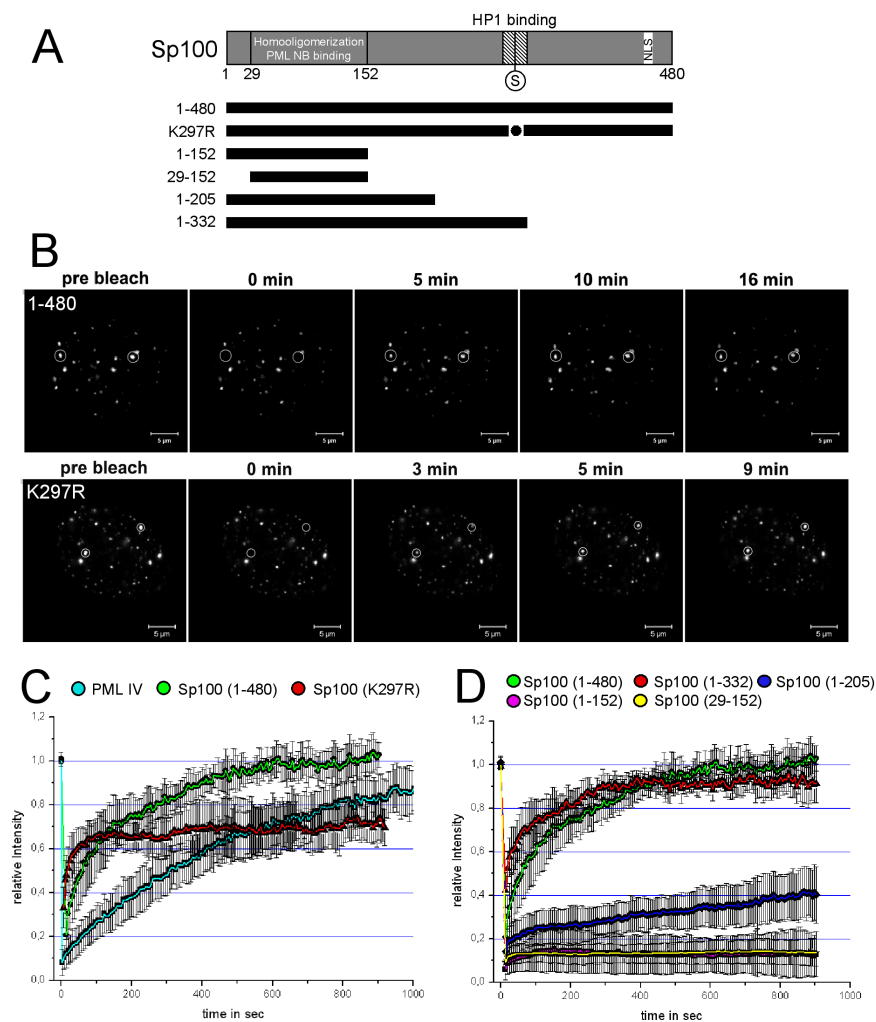 A
HP1 binding
Sp100
Homooligomerization
PML NB binding
NLS
1 29 152 480
S
1-480
K297R
1-152
29-152
1-205
1-332
B
pre bleach 0 min 5 min 10 min 16 min
1-480
5 µm 5 µm 5 µm 5 µm 5 µm
pre bleach 0 min 3 min 5 min 9 min
K297R
5 µm 5 µm 5 µm 5 µm 5 µm
C
PML IV Sp100 (1-480) Sp100 (K297R)
1,2
1,0
0,8
0,6
0,4
0,2
0,0
relative Intensity
0 200 400 600 800 1000
time in sec
D
Sp100 (1-480) Sp100 (1-332) Sp100 (1-205)
Sp100 (1-152) Sp100 (29-152)
1,2
1,0
0,8
0,6
0,4
0,2
0,0
relative Intensity
0 200 400 600 800 1000
time in sec